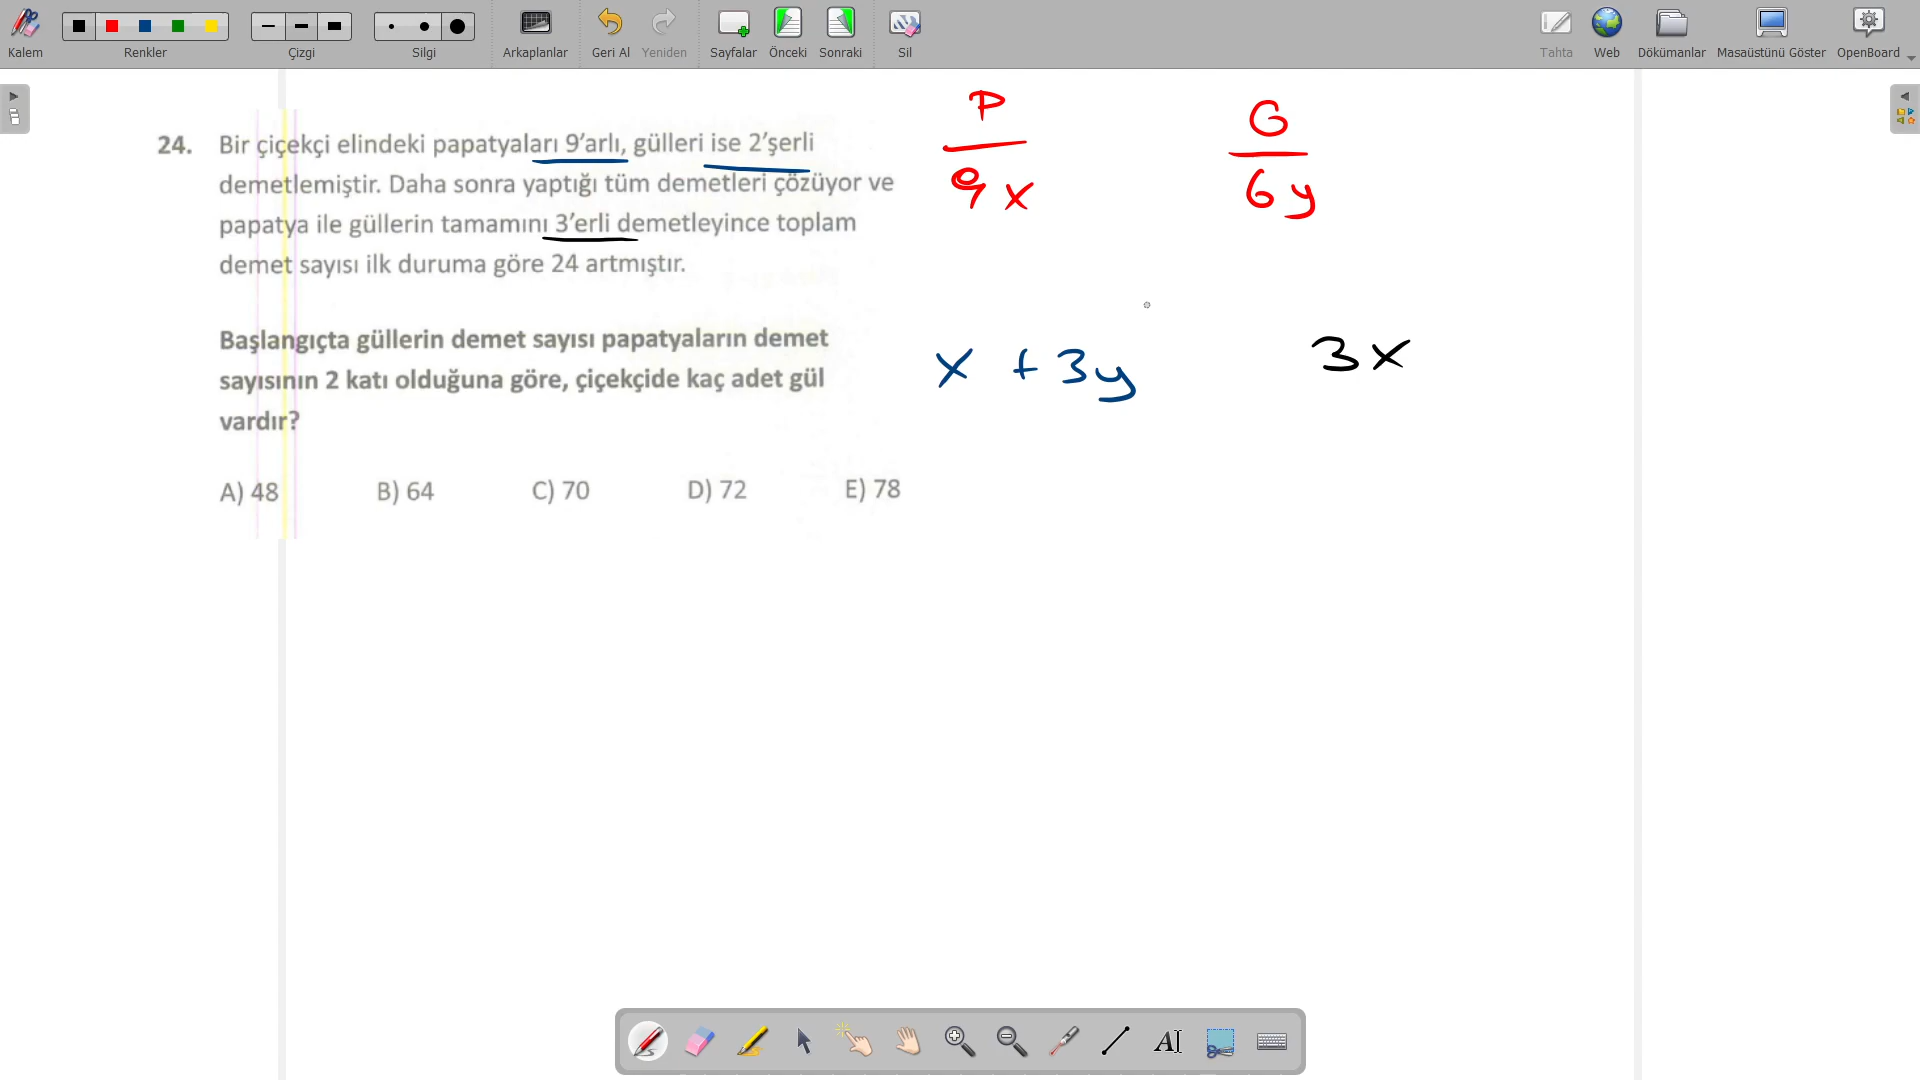 Kalem Renkler Çizgi Silgi Arkaplanlar Geri Al Yeniden Sayfalar Önceki Sonraki Sil Tahta Web Dökümanlar Masaüstünü Göster OpenBoard
P G
9x 6y
24. Bir çiçekçi elindeki papatyaları 9'arlı, gülleri ise 2'şerli
demetlemiştir. Daha sonra yaptığı tüm demetleri çözüyor ve
papatya ile güllerin tamamını 3'erli demetleyince toplam
demet sayısı ilk duruma göre 24 artmıştır.
Başlangıçta güllerin demet sayısı papatyaların demet
sayısının 2 katı olduğuna göre, çiçekçide kaç adet gül
vardır?
x + 3y 3x
A) 48 B) 64 C) 70 D) 72 E) 78
AI